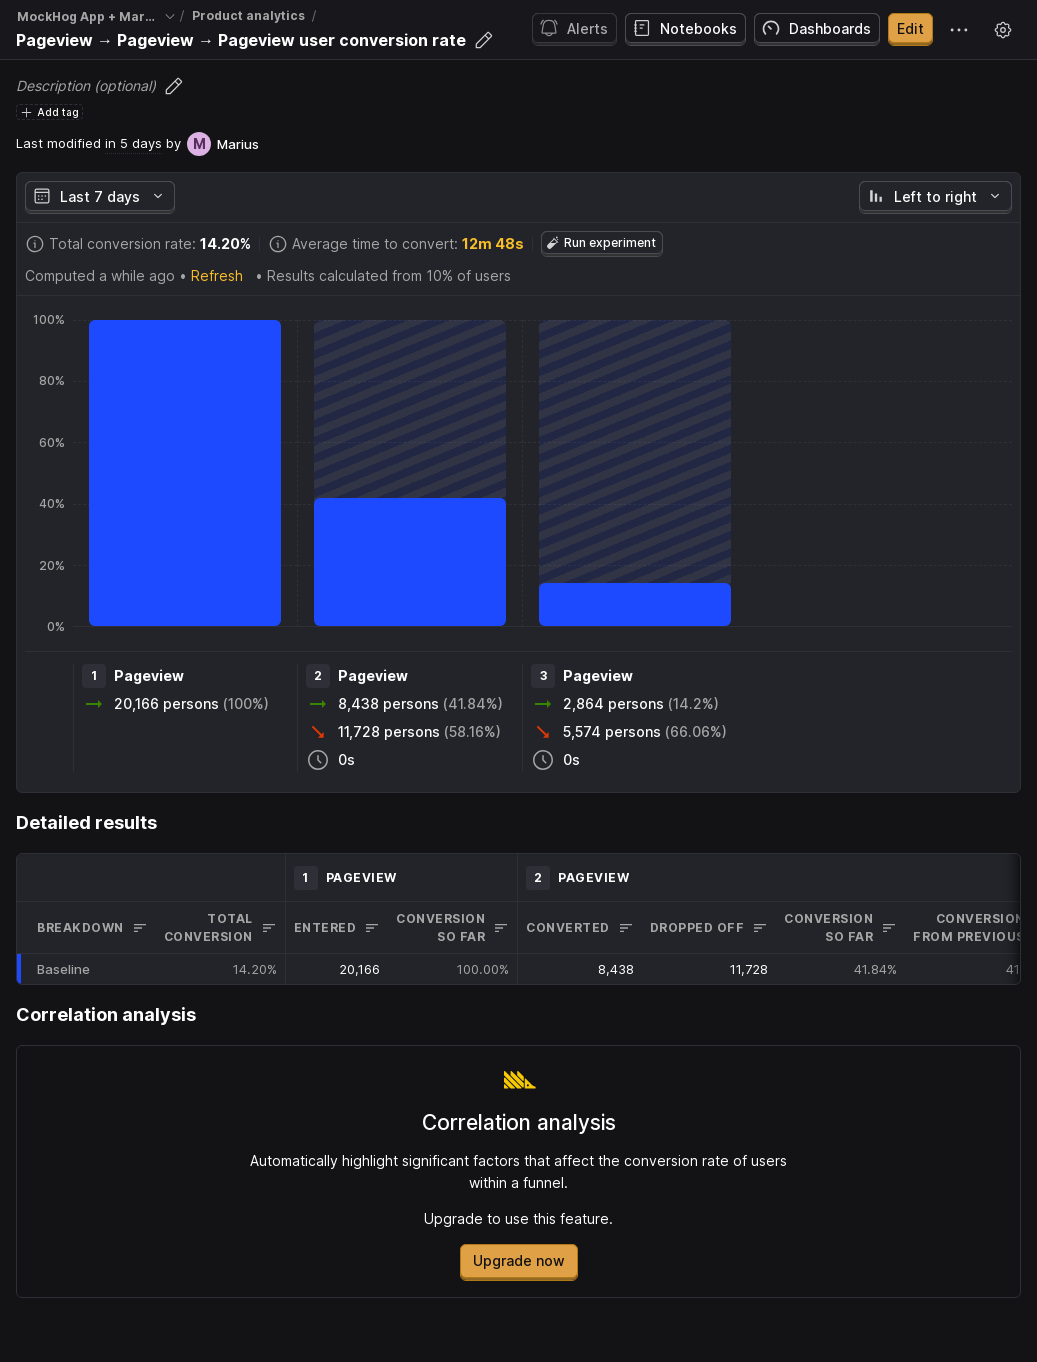 MockHog App + Mar... / Product analytics /
Pageview → Pageview → Pageview user conversion rate
Alerts
Notebooks
Dashboards
Edit
Description (optional)
Add tag
Last modified in 5 days by M Marius
Last 7 days
Left to right
Total conversion rate: 14.20%
Average time to convert: 12m 48s
Run experiment
Computed a while ago • Refresh • Results calculated from 10% of users
100%
80%
60%
40%
20%
0%
1 Pageview
20,166 persons (100%)
2 Pageview
8,438 persons (41.84%)
11,728 persons (58.16%)
0s
3 Pageview
2,864 persons (14.2%)
5,574 persons (66.06%)
0s
Detailed results
1 PAGEVIEW
2 PAGEVIEW
BREAKDOWN
TOTAL
CONVERSION
ENTERED
CONVERSION
SO FAR
CONVERTED
DROPPED OFF
CONVERSION
SO FAR
CONVERSION
FROM PREVIOUS
Baseline 14.20% 20,166 100.00% 8,438 11,728 41.84% 41
Correlation analysis
Correlation analysis
Automatically highlight significant factors that affect the conversion rate of users
within a funnel.
Upgrade to use this feature.
Upgrade now